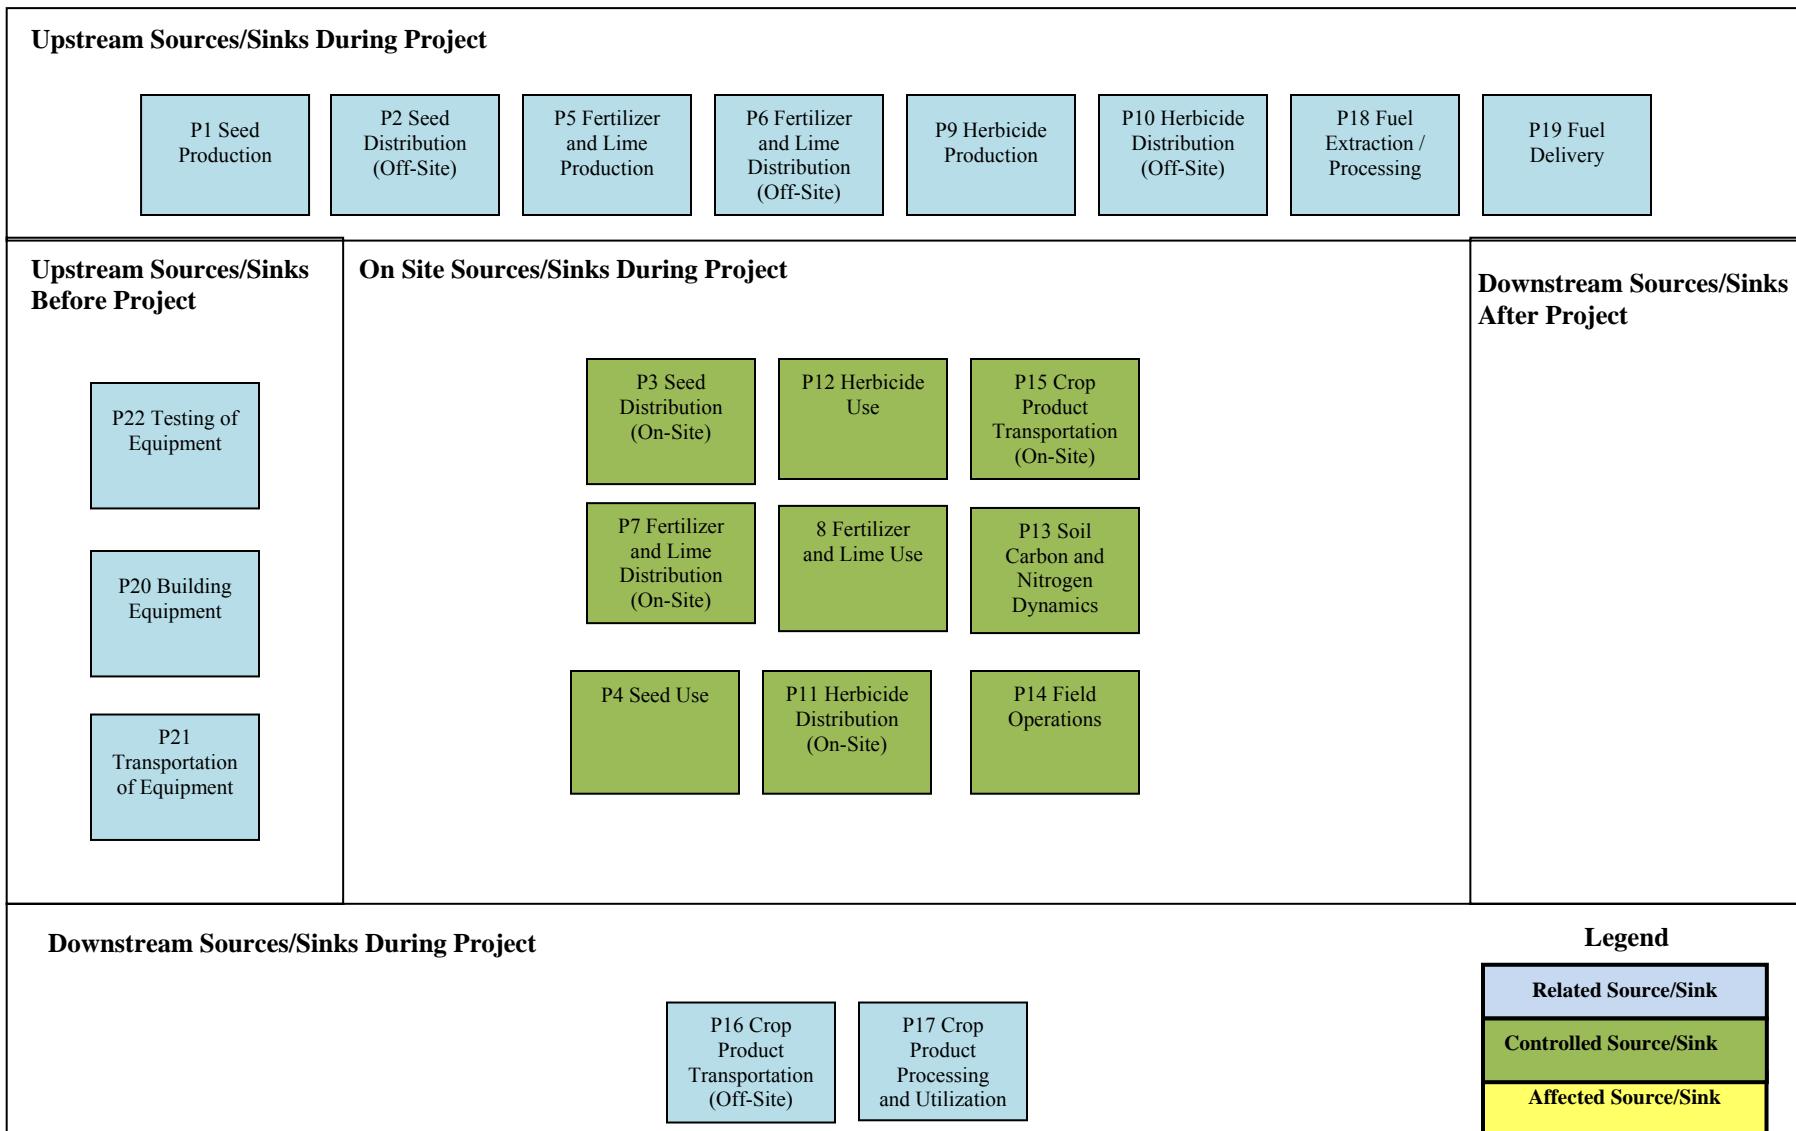 Upstream Sources/Sinks During Project
P1 Seed
Production
P2 Seed
Distribution
(Off-Site)
P5 Fertilizer
and Lime
Production
P6 Fertilizer
and Lime
Distribution
(Off-Site)
P9 Herbicide
Production
P10 Herbicide
Distribution
(Off-Site)
P18 Fuel
Extraction /
Processing
P19 Fuel
Delivery
Upstream Sources/Sinks
Before Project
P22 Testing of
Equipment
P20 Building
Equipment
P21
Transportation
of Equipment
On Site Sources/Sinks During Project
P3 Seed
Distribution
(On-Site)
P12 Herbicide
Use
P15 Crop
Product
Transportation
(On-Site)
P7 Fertilizer
and Lime
Distribution
(On-Site)
8 Fertilizer
and Lime Use
P13 Soil
Carbon and
Nitrogen
Dynamics
P4 Seed Use
P11 Herbicide
Distribution
(On-Site)
P14 Field
Operations
Downstream Sources/Sinks
After Project
Downstream Sources/Sinks During Project
P16 Crop
Product
Transportation
(Off-Site)
P17 Crop
Product
Processing
and Utilization
Legend
Related Source/Sink
Controlled Source/Sink
Affected Source/Sink